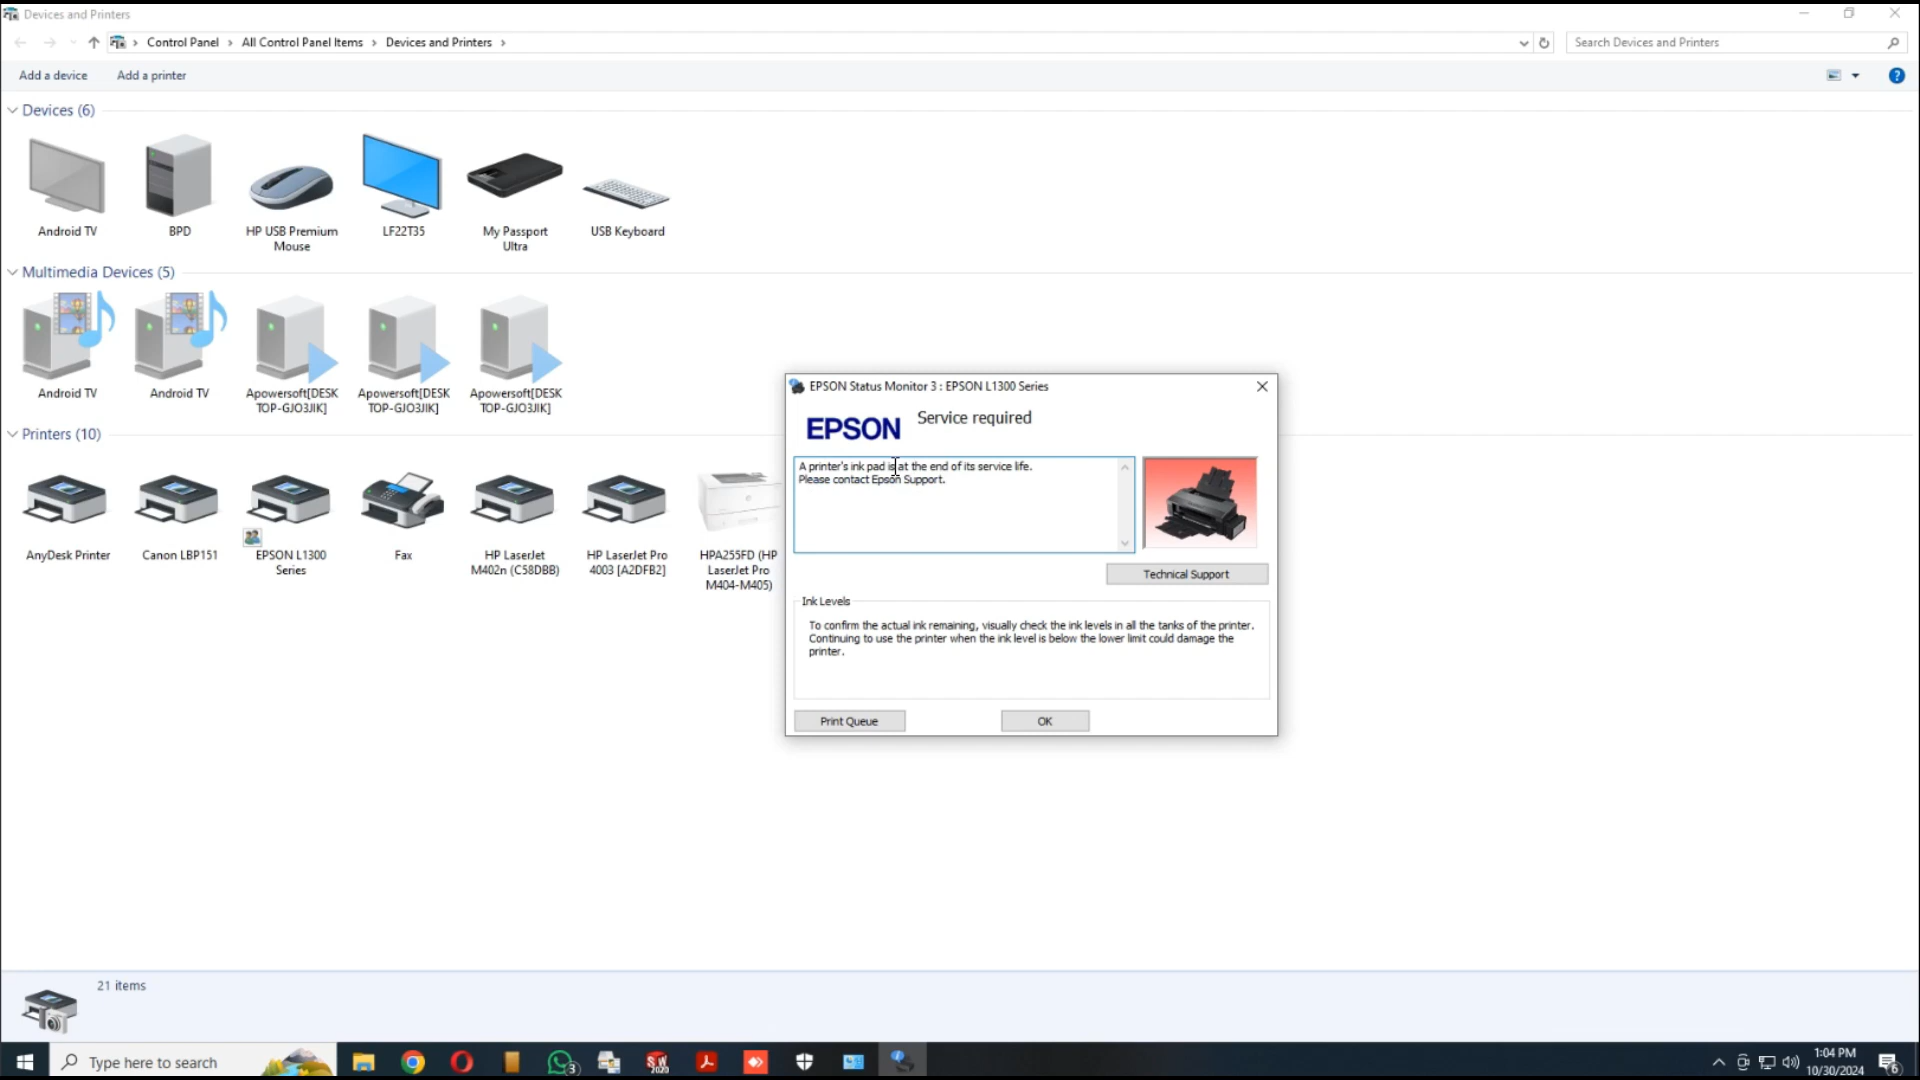 Devices and Printers
Control Panel > All Control Panel Items > Devices and Printers >
Search Devices and Printers
Add a device Add a printer
Devices (6)
Android TV
BPD
HP USB Premium
Mouse
LF22T35
My Passport
Ultra
USB Keyboard
Multimedia Devices (5)
Android TV
Android TV
Apowersoft[DESK
TOP-GJO3JIK]
Apowersoft[DESK
TOP-GJO3JIK]
Apowersoft[DESK
TOP-GJO3JIK]
Printers (10)
AnyDesk Printer
Canon LBP151
EPSON L1300
Series
Fax
HP LaserJet
M402n (C58DBB)
HP LaserJet Pro
4003 [A2DFB2]
HPA255FD (HP
LaserJet Pro
M404-M405)
EPSON Status Monitor 3 : EPSON L1300 Series
EPSON
Service required
A printer's ink pad is at the end of its service life.
Please contact Epson Support.
Technical Support
Ink Levels
To confirm the actual ink remaining, visually check the ink levels in all the tanks of the printer.
Continuing to use the printer when the ink level is below the lower limit could damage the
printer.
Print Queue
OK
21 items
Type here to search
3
SW
2020
1:04 PM
10/30/2024
6